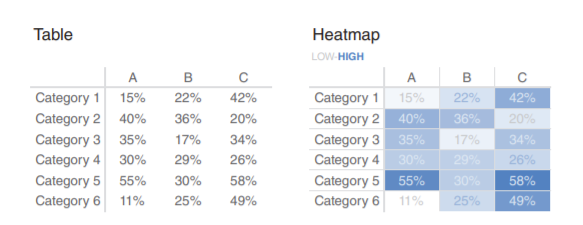 Table
A B C
Category 1 15% 22% 42%
Category 2 40% 36% 20%
Category 3 35% 17% 34%
Category 4 30% 29% 26%
Category 5 55% 30% 58%
Category 6 11% 25% 49%
Heatmap
LOW-HIGH
A B C
Category 1 15% 22% 42%
Category 2 40% 36% 20%
Category 3 35% 17% 34%
Category 4 30% 29% 26%
Category 5 55% 30% 58%
Category 6 11% 25% 49%